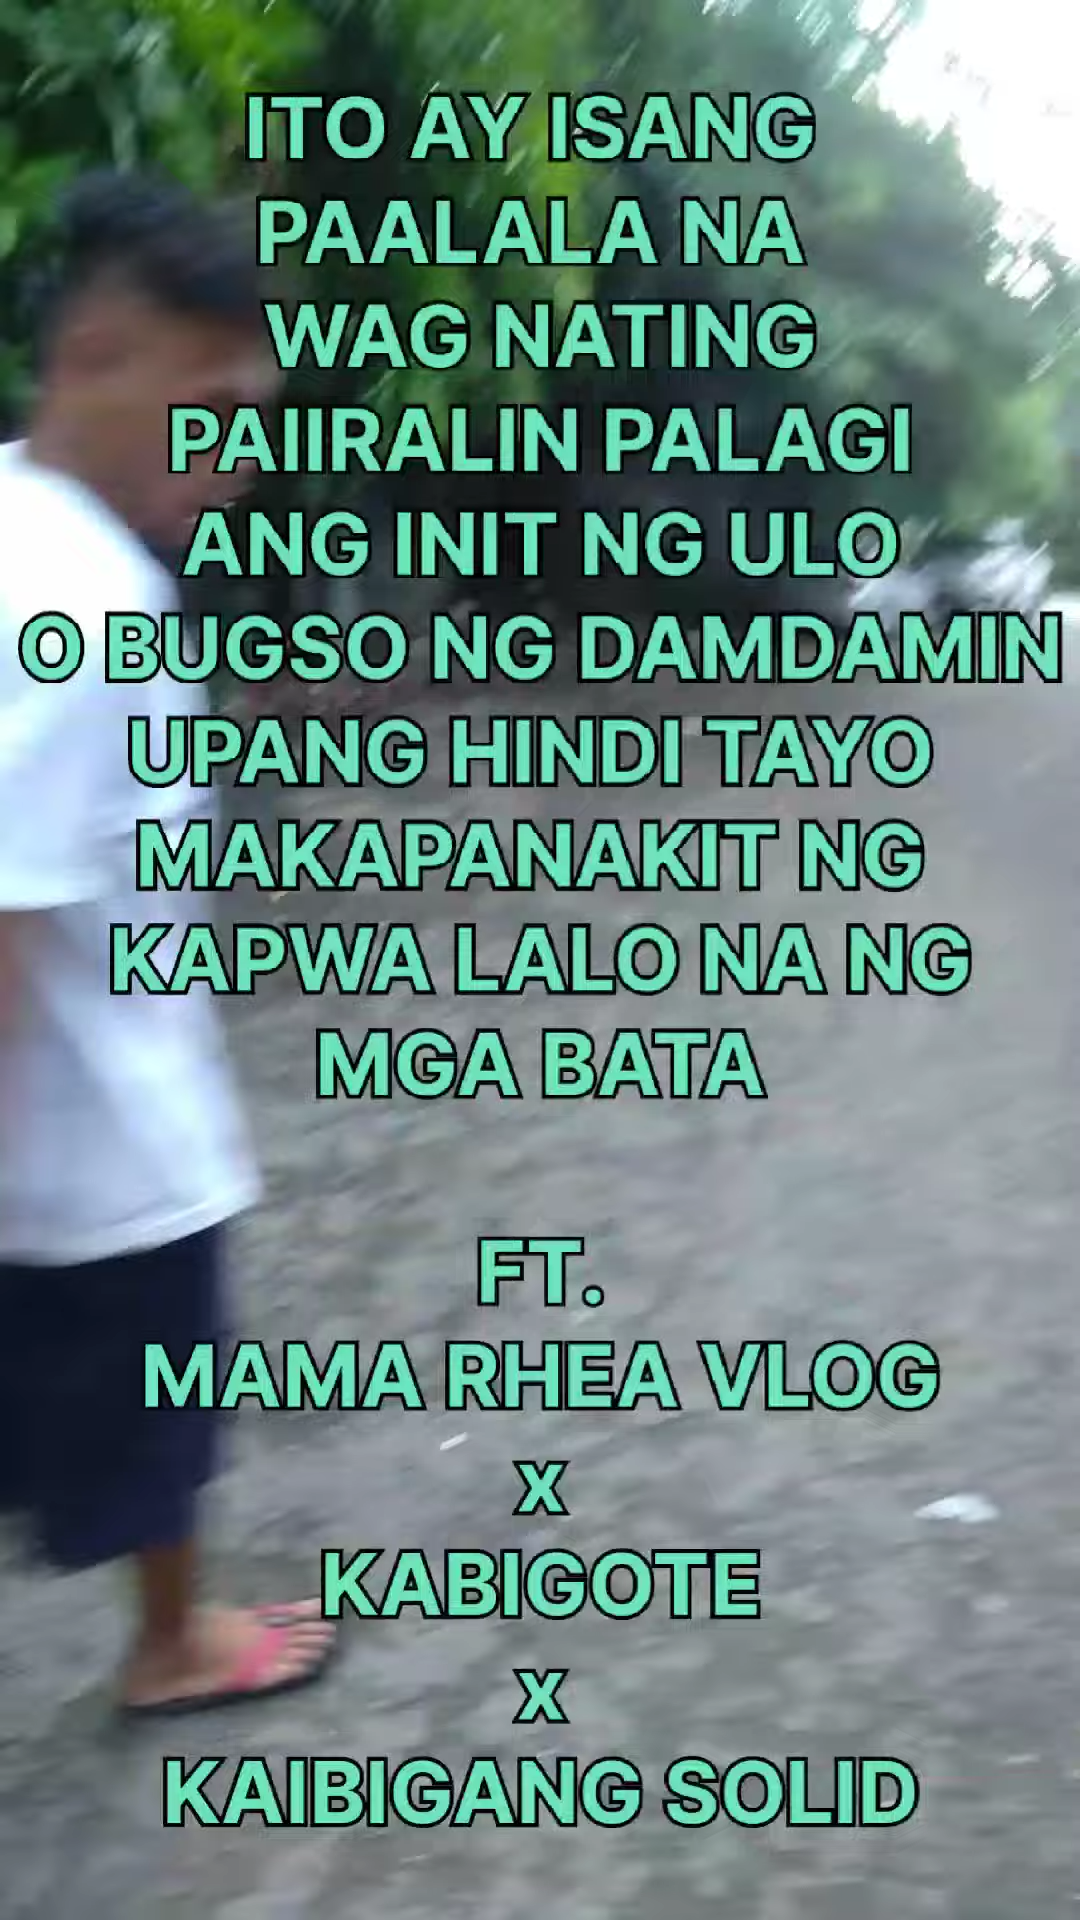 ITO AY ISANG
PAALALA NA
WAG NATING
PAIIRALIN PALAGI
ANG INIT NG ULO
O BUGSO NG DAMDAMIN
UPANG HINDI TAYO
MAKAPANAKIT NG
KAPWA LALO NA NG
MGA BATA
FT.
MAMA RHEA VLOG
x
KABIGOTE
x
KAIBIGANG SOLID